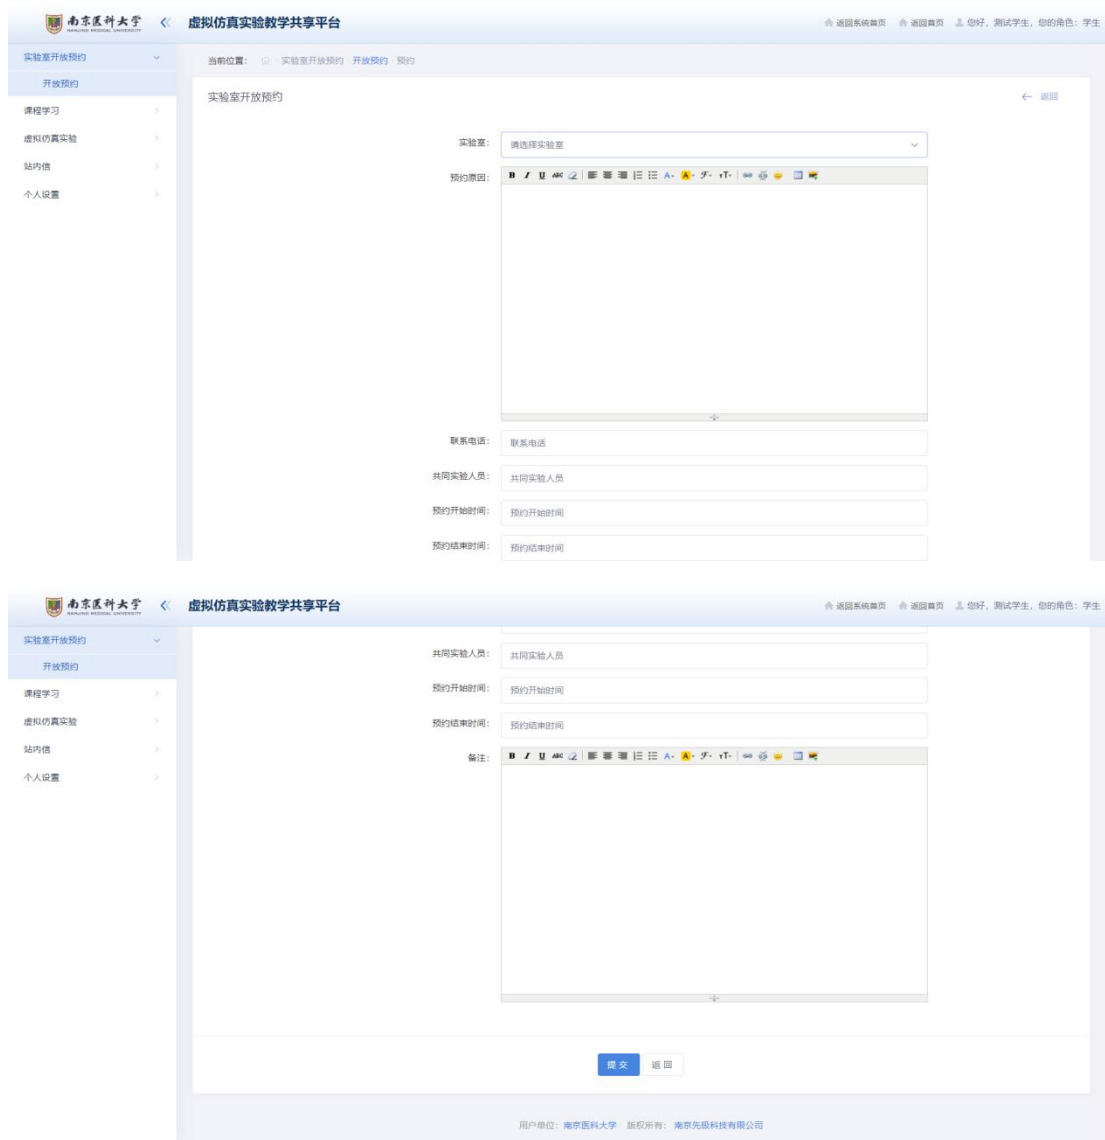 南京医科大学 虚拟仿真实验教学共享平台 返回系统首页 返回首页 您好，测试学生，您的角色：学生
NANJING MEDICAL UNIVERSITY
实验室开放预约 当前位置： 实验室开放预约 · 开放预约 · 预约
开放预约
实验室开放预约 ← 返回
课程学习
虚拟仿真实验
站内信
个人设置
实验室： 请选择实验室
预约原因： B I U ABC
联系电话： 联系电话
共同实验人员： 共同实验人员
预约开始时间： 预约开始时间
预约结束时间： 预约结束时间
南京医科大学 虚拟仿真实验教学共享平台 返回系统首页 返回首页 您好，测试学生，您的角色：学生
NANJING MEDICAL UNIVERSITY
实验室开放预约
开放预约
课程学习
虚拟仿真实验
站内信
个人设置
共同实验人员： 共同实验人员
预约开始时间： 预约开始时间
预约结束时间： 预约结束时间
备注： B I U ABC
提 交 返 回
用户单位：南京医科大学 版权所有：南京先极科技有限公司